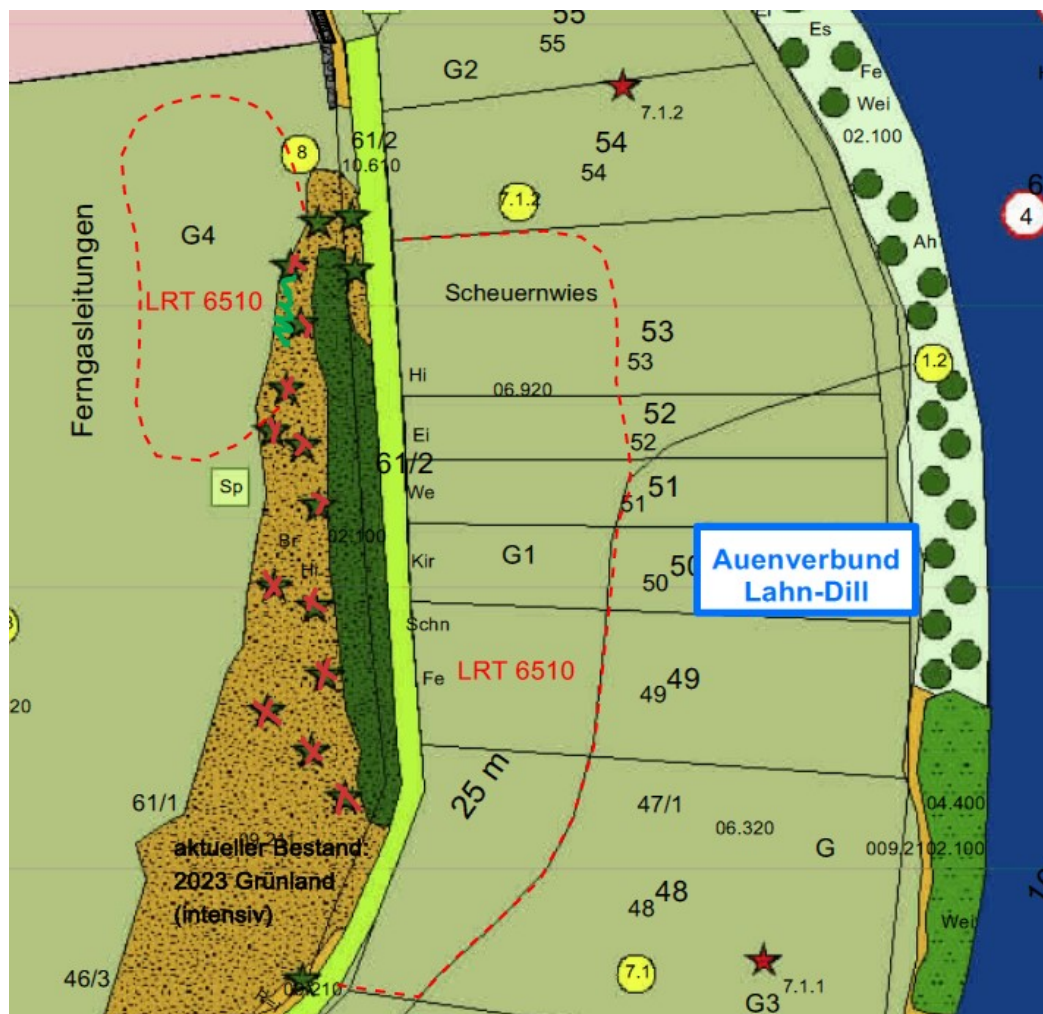 55
55
G2
Es
Fe
Wei
7.1.2
02.100
61/2
54
8
10.610
54
7.1.2
4
G4
Ah
Ferngasleitungen
LRT 6510
Scheuernwies
53
53
1.2
Hi
06.920
52
Ei
52
61/2
Sp
We
51
51
02.100
Br
Hi
Kir
G1
50
Auenverbund
Lahn-Dill
50
Schn
Fe
LRT 6510
49
49
20
25 m
61/1
47/1
04.400
06.320
09.211
aktueller Bestand:
2023 Grünland
(intensiv)
G
009.2102.100
48
48
Wei
46/3
7.1
7.1.1
G3